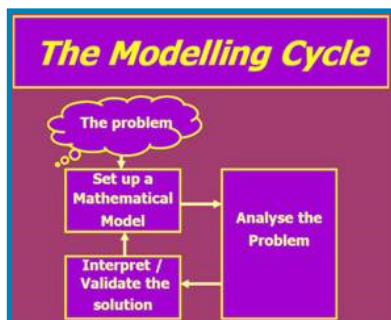 The Modelling Cycle
The problem
Set up a
Mathematical
Model
Analyse the
Problem
Interpret /
Validate the
solution